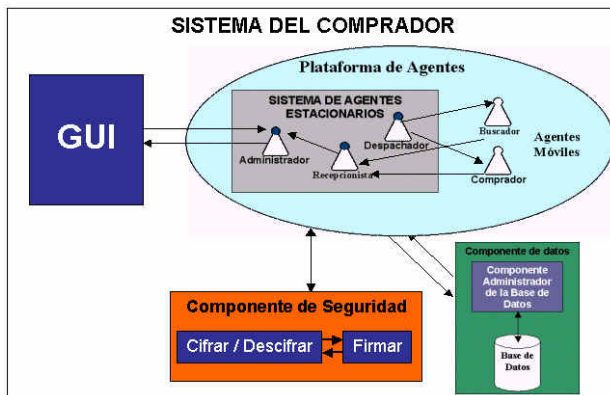 SISTEMA DEL COMPRADOR
Plataforma de Agentes
GUI
SISTEMA DE AGENTES
ESTACIONARIOS
Administrador
Recepcionista
Despachador
Buscador
Agentes
Móviles
Comprador
Componente de Seguridad
Cifrar / Descifrar
Firmar
Componente de datos
Componente
Administrador
de la Base de
Datos
Base de
Datos